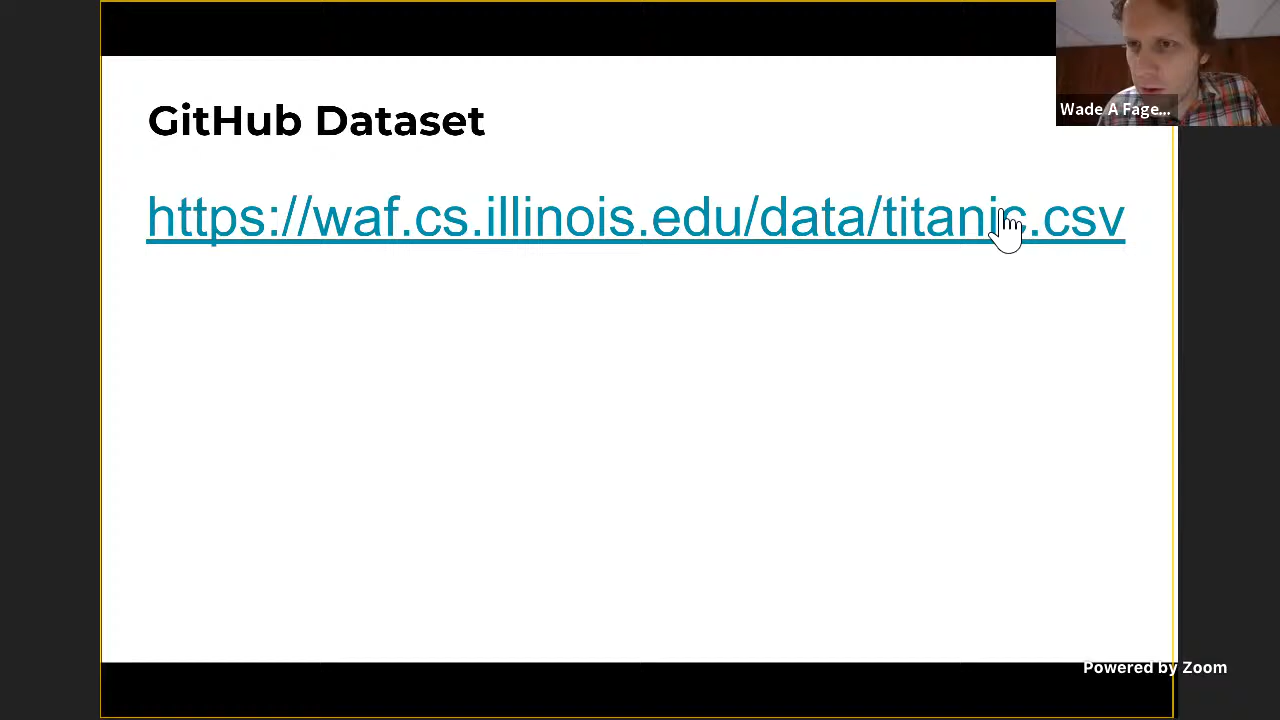 GitHub Dataset
https://waf.cs.illinois.edu/data/titanic.csv
Wade A Fage...
Powered by Zoom